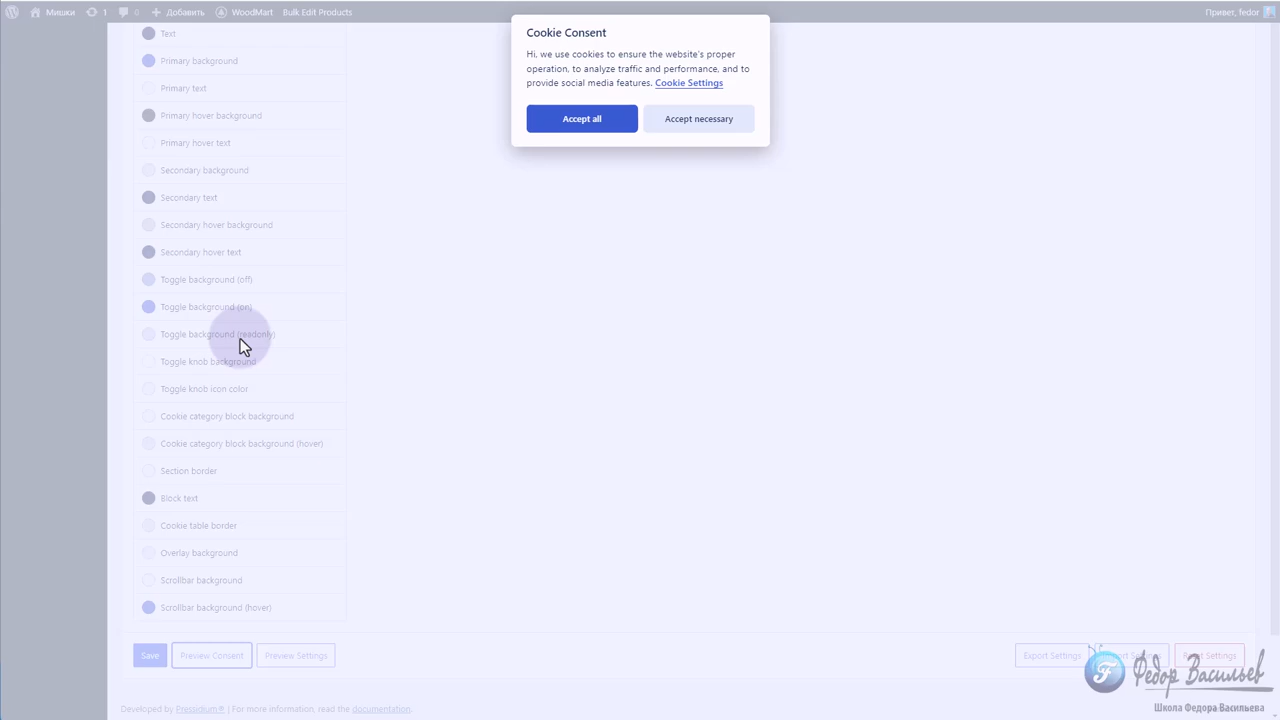 Мишки
1
0
Добавить
WoodMart
Bulk Edit Products
Привет, fedor
Cookie Consent
Hi, we use cookies to ensure the website's proper
operation, to analyze traffic and performance, and to
provide social media features. Cookie Settings
Accept all
Accept necessary
Text
Primary background
Primary text
Primary hover background
Primary hover text
Secondary background
Secondary text
Secondary hover background
Secondary hover text
Toggle background (off)
Toggle background (on)
Toggle background (readonly)
Toggle knob background
Toggle knob icon color
Cookie category block background
Cookie category block background (hover)
Section border
Block text
Cookie table border
Overlay background
Scrollbar background
Scrollbar background (hover)
Save
Preview Consent
Preview Settings
Export Settings
Settings
Федор Васильев
Школа Федора Васильева
Developed by Pressidium® | For more information, read the documentation.